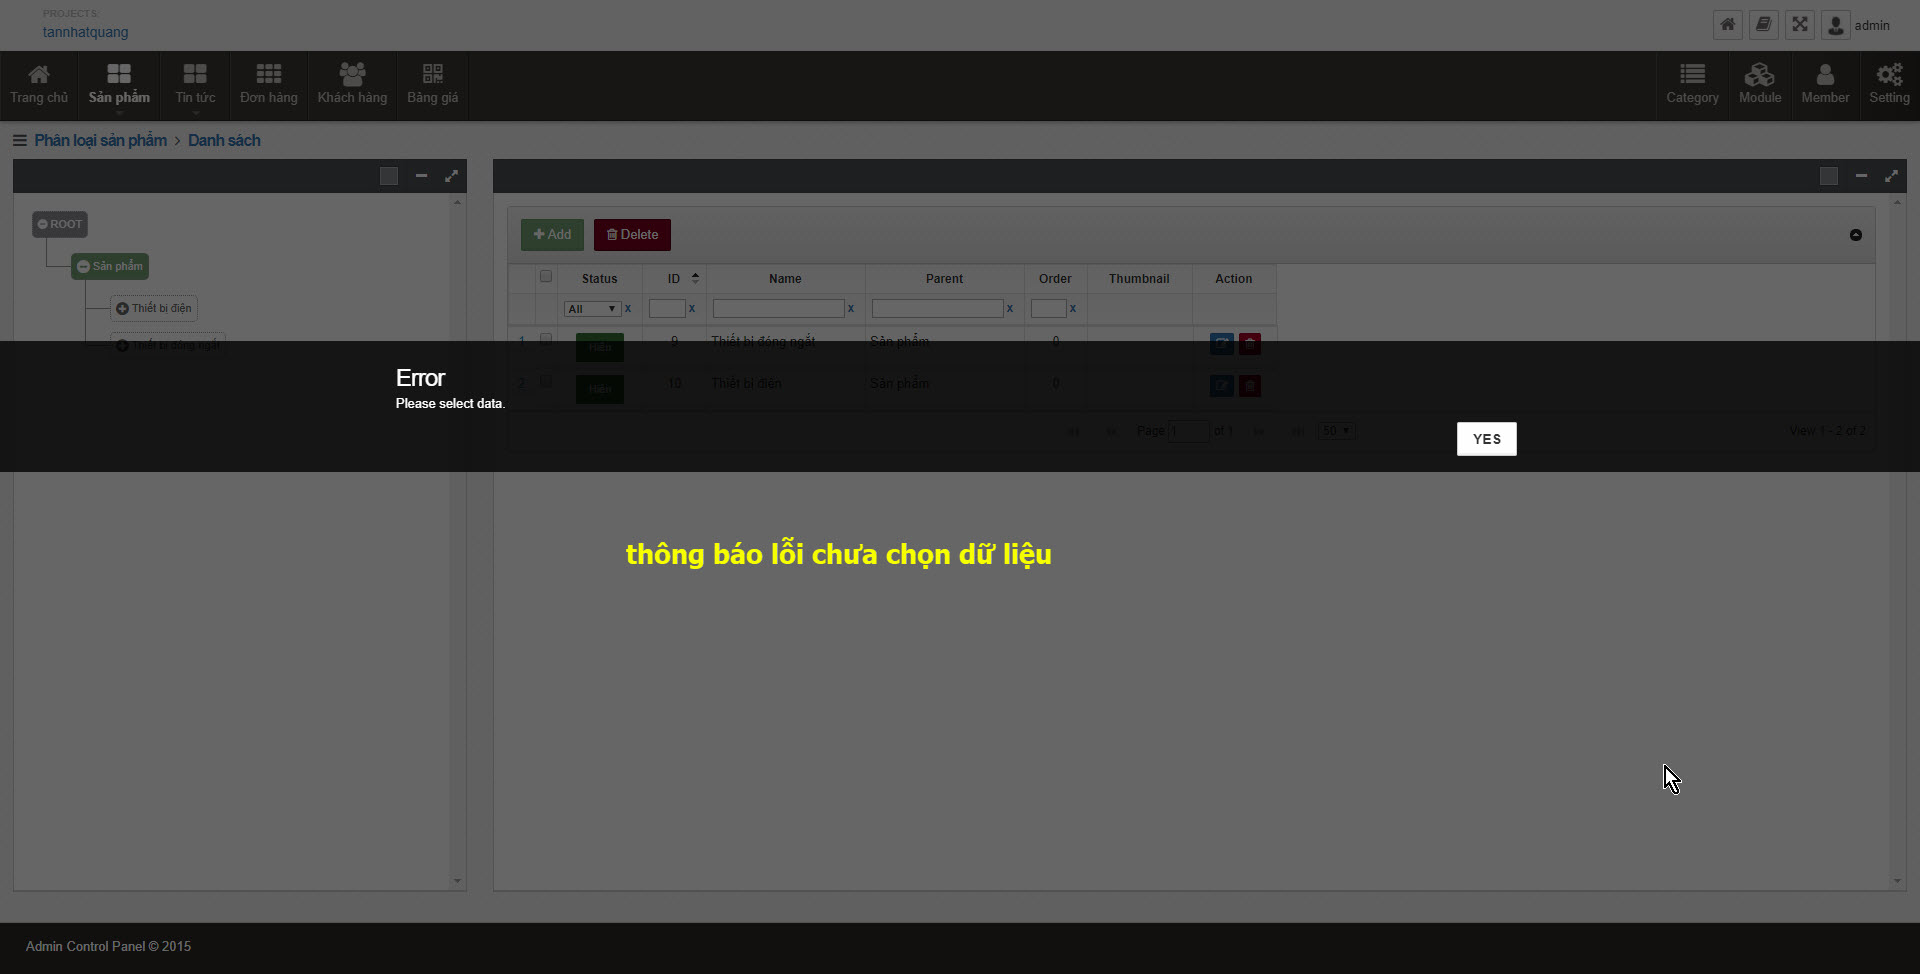 PROJECTS:
tannhatquang
admin
Trang chủ
Sản phẩm
Tin tức
Đơn hàng
Khách hàng
Bảng giá
Category
Module
Member
Setting
Phân loại sản phẩm > Danh sách
ROOT
Sản phẩm
Thiết bị điện
Thiết bị đóng ngắt
Add Delete
Status ID Name Parent Order Thumbnail Action
All x x x x x
1 Hiển 9 Thiết bị đóng ngắt Sản phẩm 0
2 Hiển 10 Thiết bị điện Sản phẩm 0
Page 1 of 1 50 View 1 - 2 of 2
Error
Please select data.
YES
thông báo lỗi chưa chọn dữ liệu
Admin Control Panel © 2015